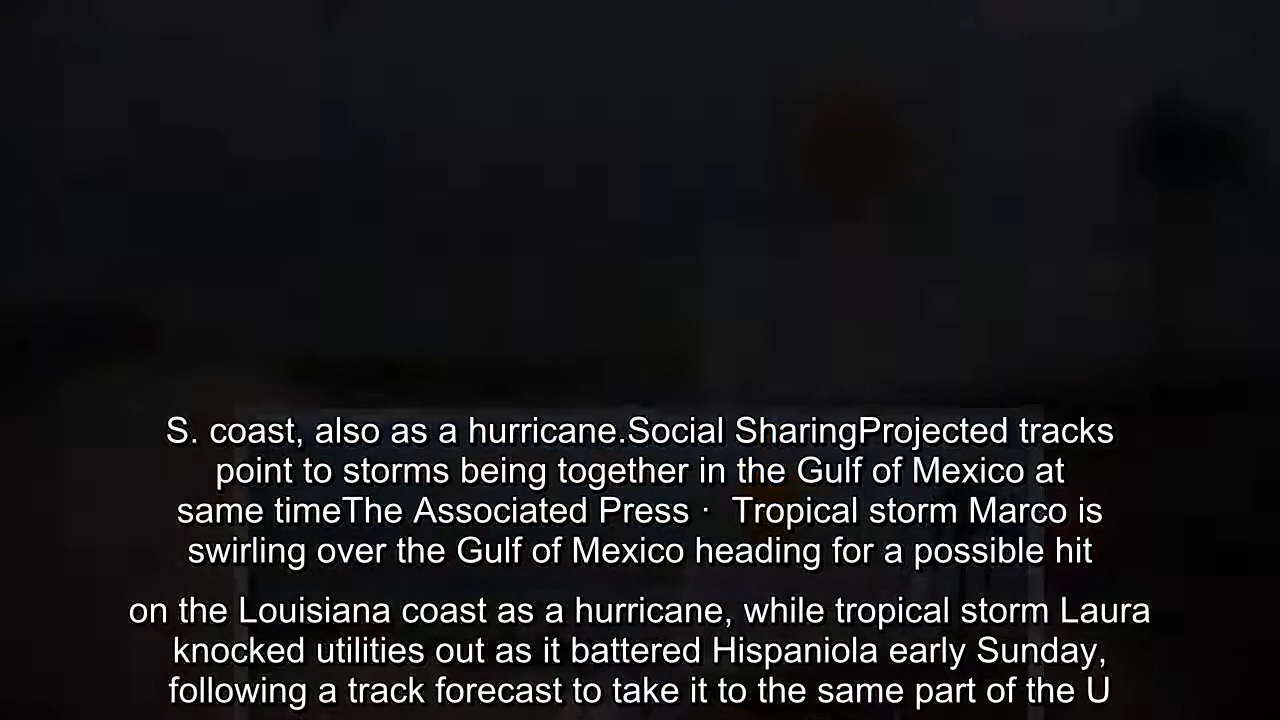 S. coast, also as a hurricane.Social SharingProjected tracks
point to storms being together in the Gulf of Mexico at
same timeThe Associated Press ·  Tropical storm Marco is
swirling over the Gulf of Mexico heading for a possible hit
on the Louisiana coast as a hurricane, while tropical storm Laura
knocked utilities out as it battered Hispaniola early Sunday,
following a track forecast to take it to the same part of the U